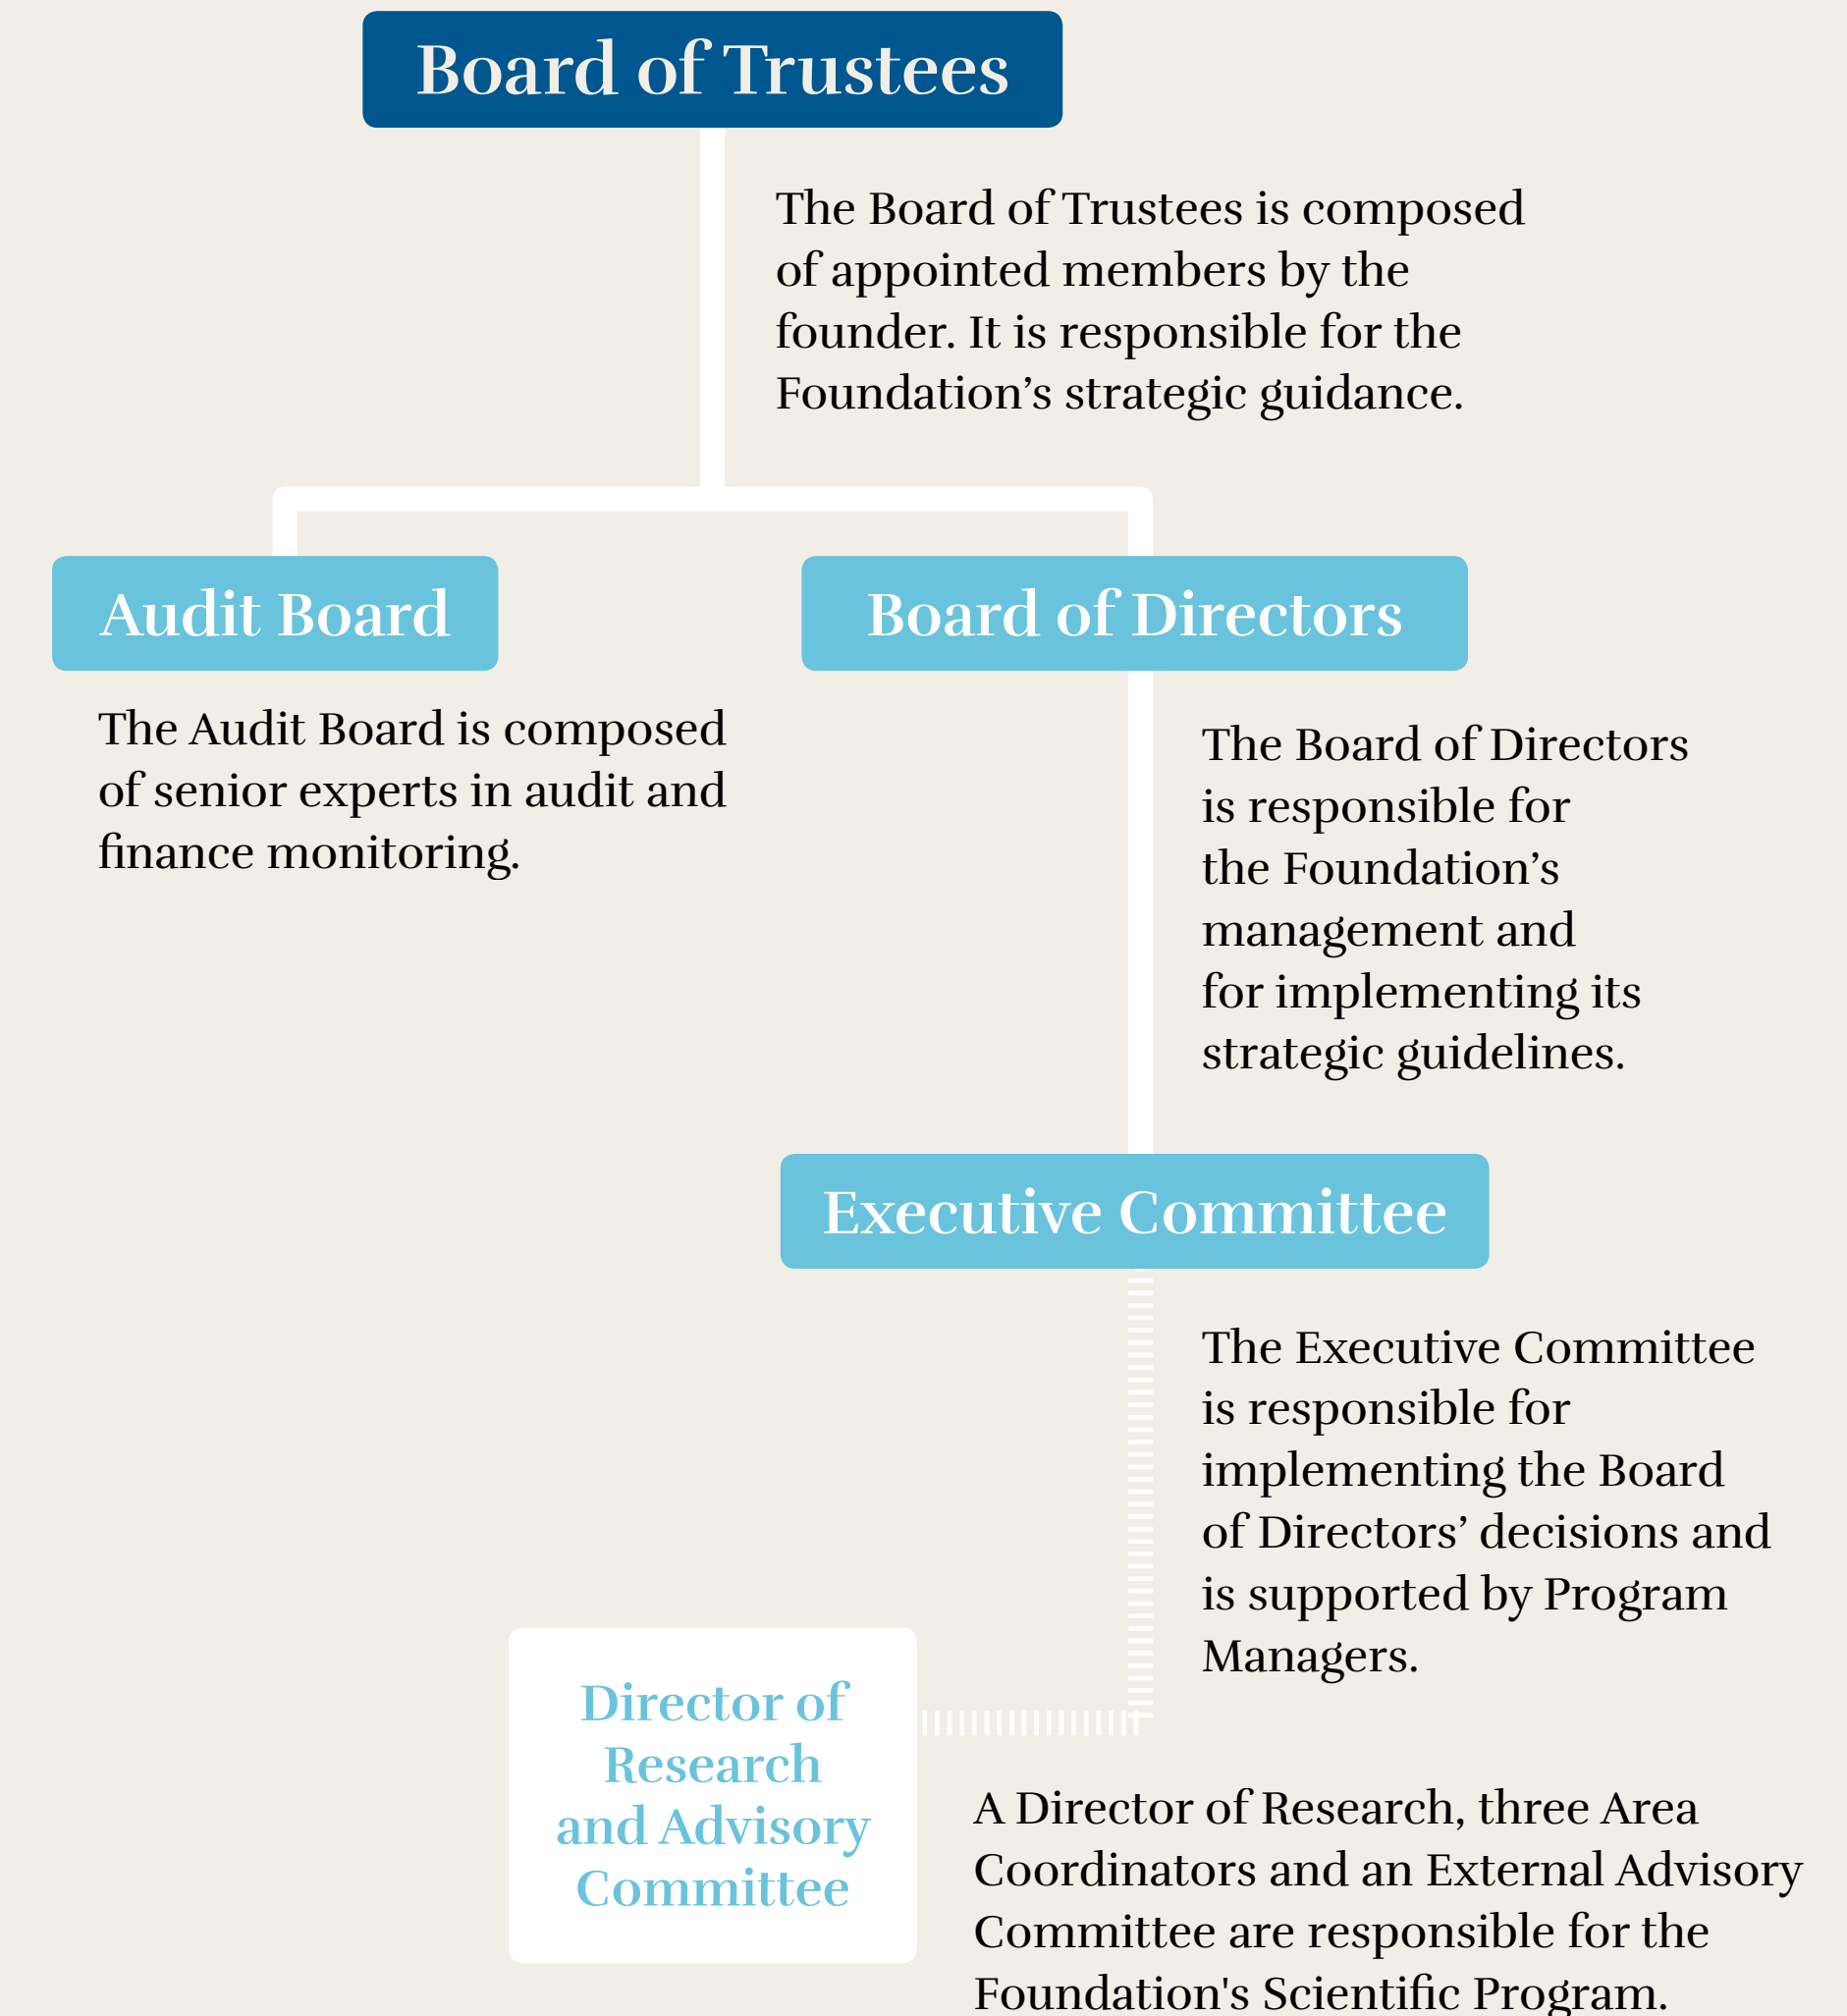 Board of Trustees
The Board of Trustees is composed
of appointed members by the
founder. It is responsible for the
Foundation’s strategic guidance.
Audit Board
The Audit Board is composed
of senior experts in audit and
finance monitoring.
Board of Directors
The Board of Directors
is responsible for
the Foundation’s
management and
for implementing its
strategic guidelines.
Executive Committee
The Executive Committee
is responsible for
implementing the Board
of Directors’ decisions and
is supported by Program
Managers.
Director of
Research
and Advisory
Committee
A Director of Research, three Area
Coordinators and an External Advisory
Committee are responsible for the
Foundation's Scientific Program.